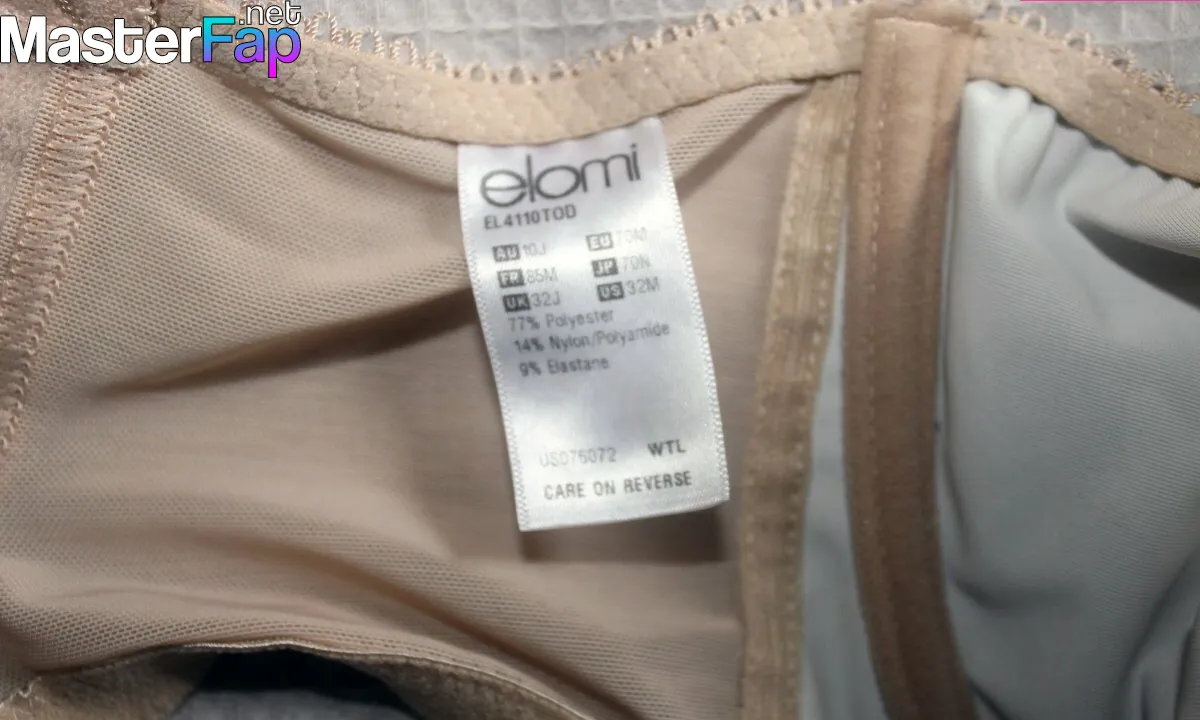 MasterFap.net
elomi
EL4110TOD
AU 10J EU 70M
FR 85M JP 70N
UK 32J US 32M
77% Polyester
14% Nylon/Polyamide
9% Elastane
WTL
CARE ON REVERSE